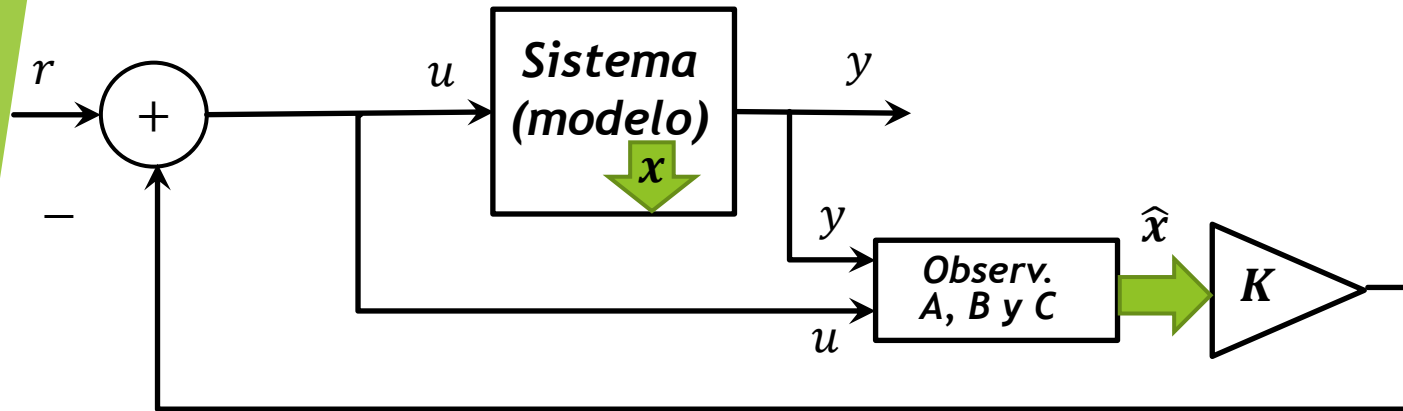 r
+
−
u
Sistema
(modelo)
x
y
y
u
Observ.
A, B y C
x̂
K